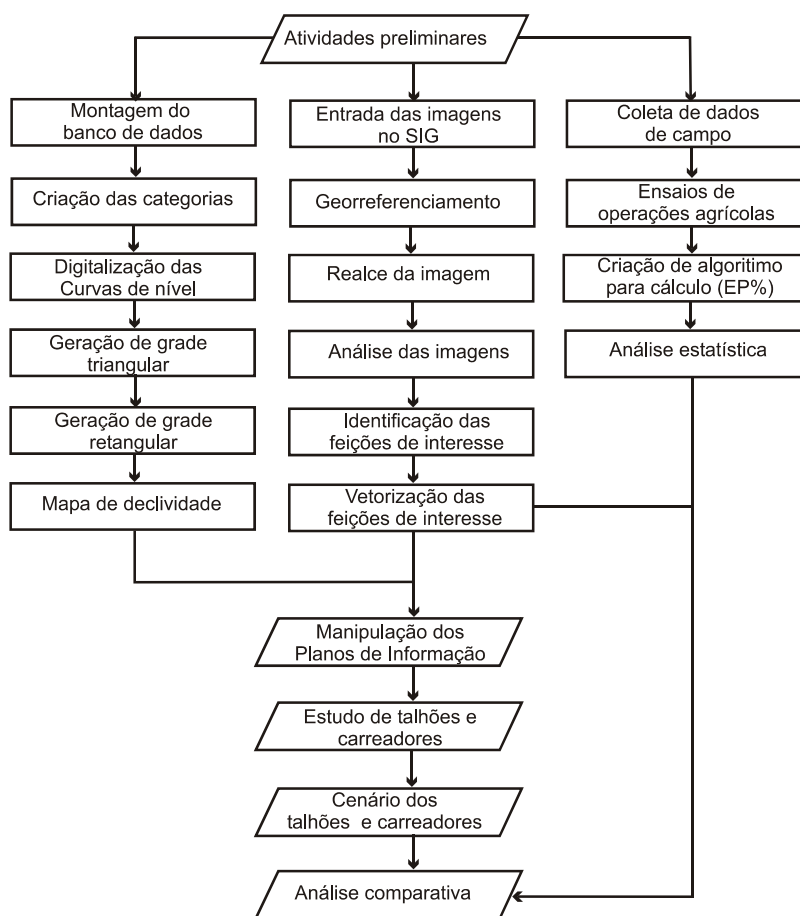 Atividades preliminares
Montagem do
banco de dados
Criação das categorias
Digitalização das
Curvas de nível
Geração de grade
triangular
Geração de grade
retangular
Mapa de declividade
Entrada das imagens
no SIG
Georreferenciamento
Realce da imagem
Análise das imagens
Identificação das
feições de interesse
Vetorização das
feições de interesse
Coleta de dados
de campo
Ensaios de
operações agrícolas
Criação de algoritimo
para cálculo (EP%)
Análise estatística
Manipulação dos
Planos de Informação
Estudo de talhões e
carreadores
Cenário dos
talhões e carreadores
Análise comparativa